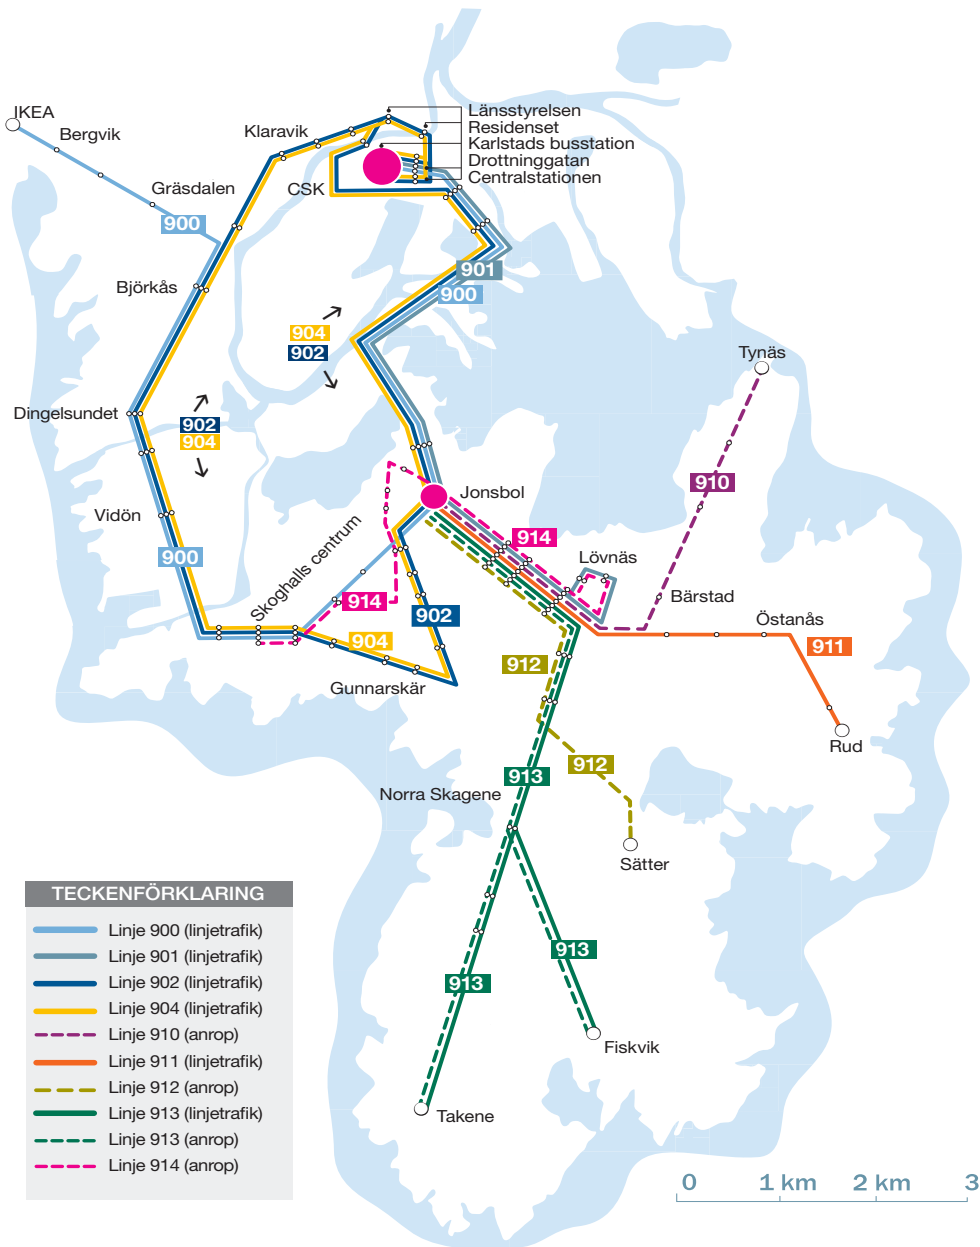 IKEA
Bergvik
Klaravik
Länsstyrelsen
Residenset
Karlstads busstation
Drottninggatan
Centralstationen
Gräsdalen
CSK
900
901
900
Björkås
904
902
Tynäs
Dingelsundet
902
904
910
Jonsbol
Vidön
900
Skoghalls centrum
914
Lövnäs
914
902
Bärstad
Östanås
904
911
912
Gunnarskär
Rud
912
913
Norra Skagene
Sätter
913
913
Fiskvik
Takene
TECKENFÖRKLARING
Linje 900 (linjetrafik)
Linje 901 (linjetrafik)
Linje 902 (linjetrafik)
Linje 904 (linjetrafik)
Linje 910 (anrop)
Linje 911 (linjetrafik)
Linje 912 (anrop)
Linje 913 (linjetrafik)
Linje 913 (anrop)
Linje 914 (anrop)
0 1 km 2 km 3